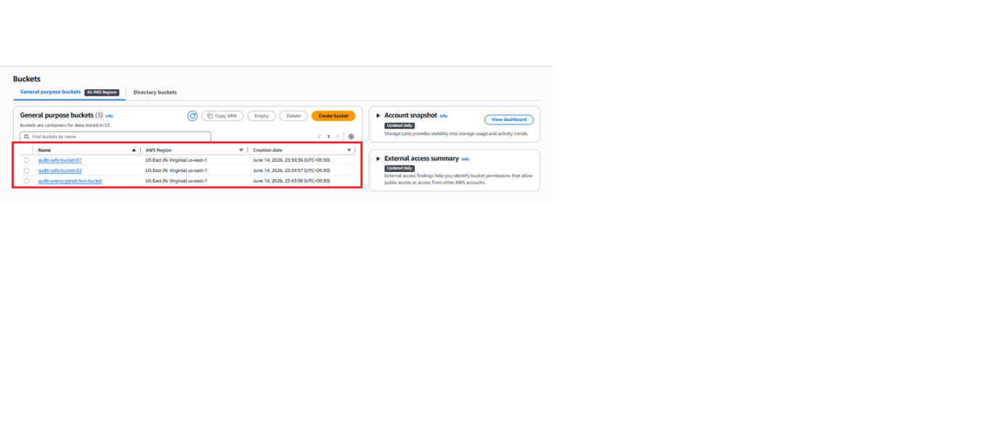 Buckets
General purpose buckets All AWS Regions Directory buckets
General purpose buckets (3) Info
Copy ARN Empty Delete Create bucket
Buckets are containers for data stored in S3.
Find buckets by name
1
Name AWS Region Creation date
audit-safe-bucket-01 US East (N. Virginia) us-east-1 June 14, 2026, 23:39:36 (UTC+05:30)
audit-safe-bucket-02 US East (N. Virginia) us-east-1 June 14, 2026, 23:39:57 (UTC+05:30)
audit-unencrypted-test-bucket US East (N. Virginia) us-east-1 June 14, 2026, 23:43:00 (UTC+05:30)
Account snapshot Info
View dashboard
Updated daily
Storage Lens provides visibility into storage usage and activity trends.
External access summary Info
Updated daily
External access findings help you identify bucket permissions that allow
public access or access from other AWS accounts.